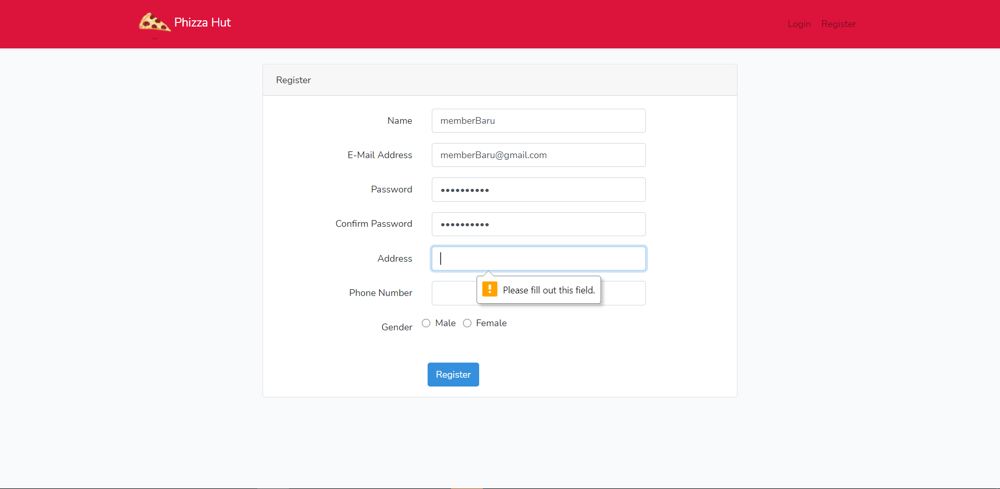 Phizza Hut
Login Register
Register
Name memberBaru
E-Mail Address memberBaru@gmail.com
Password ••••••••••
Confirm Password ••••••••••
Address
Please fill out this field.
Phone Number
Gender Male Female
Register